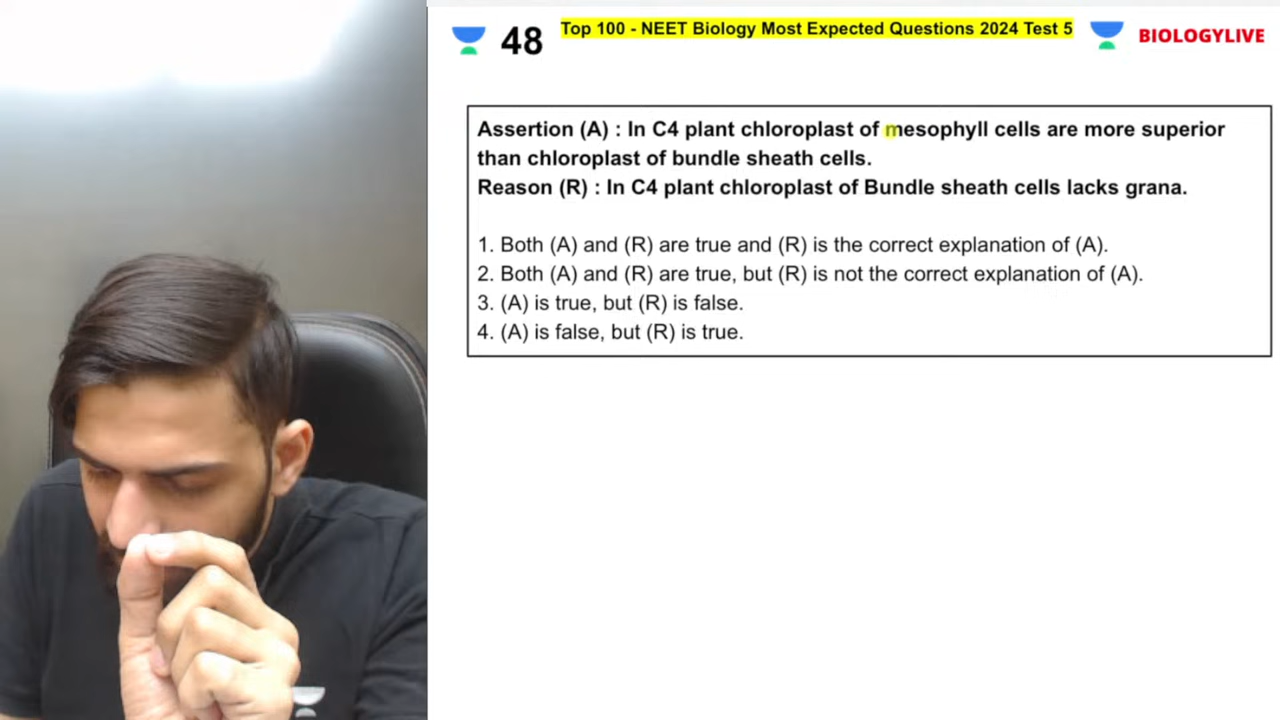 48
Top 100 - NEET Biology Most Expected Questions 2024 Test 5
BIOLOGYLIVE
Assertion (A) : In C4 plant chloroplast of mesophyll cells are more superior
than chloroplast of bundle sheath cells.
Reason (R) : In C4 plant chloroplast of Bundle sheath cells lacks grana.
1. Both (A) and (R) are true and (R) is the correct explanation of (A).
2. Both (A) and (R) are true, but (R) is not the correct explanation of (A).
3. (A) is true, but (R) is false.
4. (A) is false, but (R) is true.